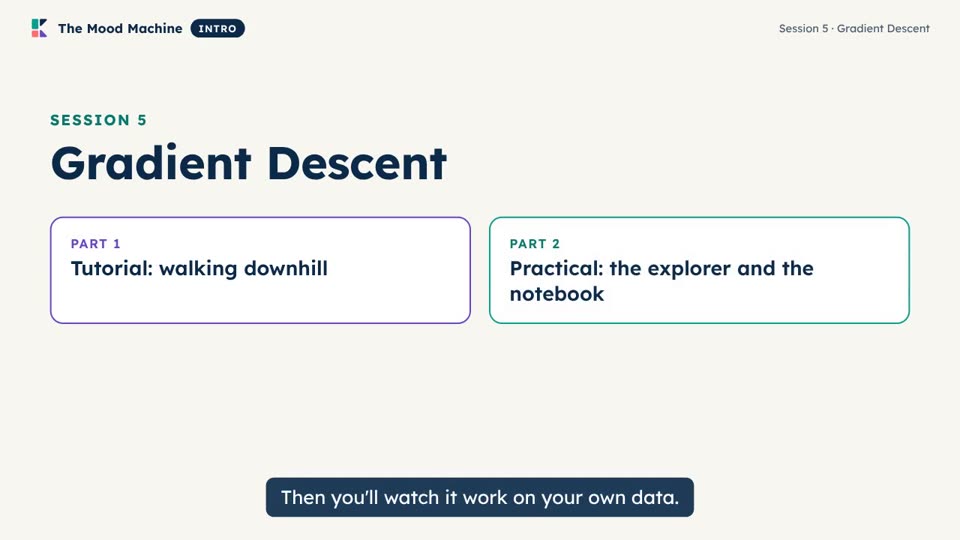 The Mood Machine INTRO
Session 5 · Gradient Descent
SESSION 5
Gradient Descent
PART 1
Tutorial: walking downhill
PART 2
Practical: the explorer and the
notebook
Then you'll watch it work on your own data.